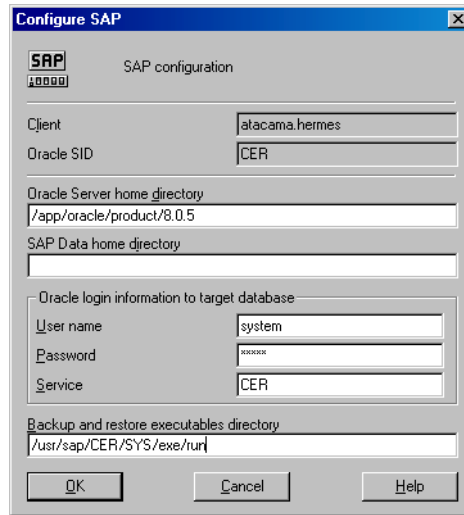 Configure SAP
SAP
SAP configuration
Client atacama.hermes
Oracle SID CER
Oracle Server home directory
/app/oracle/product/8.0.5
SAP Data home directory
Oracle login information to target database
User name system
Password xxxxx
Service CER
Backup and restore executables directory
/usr/sap/CER/SYS/exe/run
OK Cancel Help